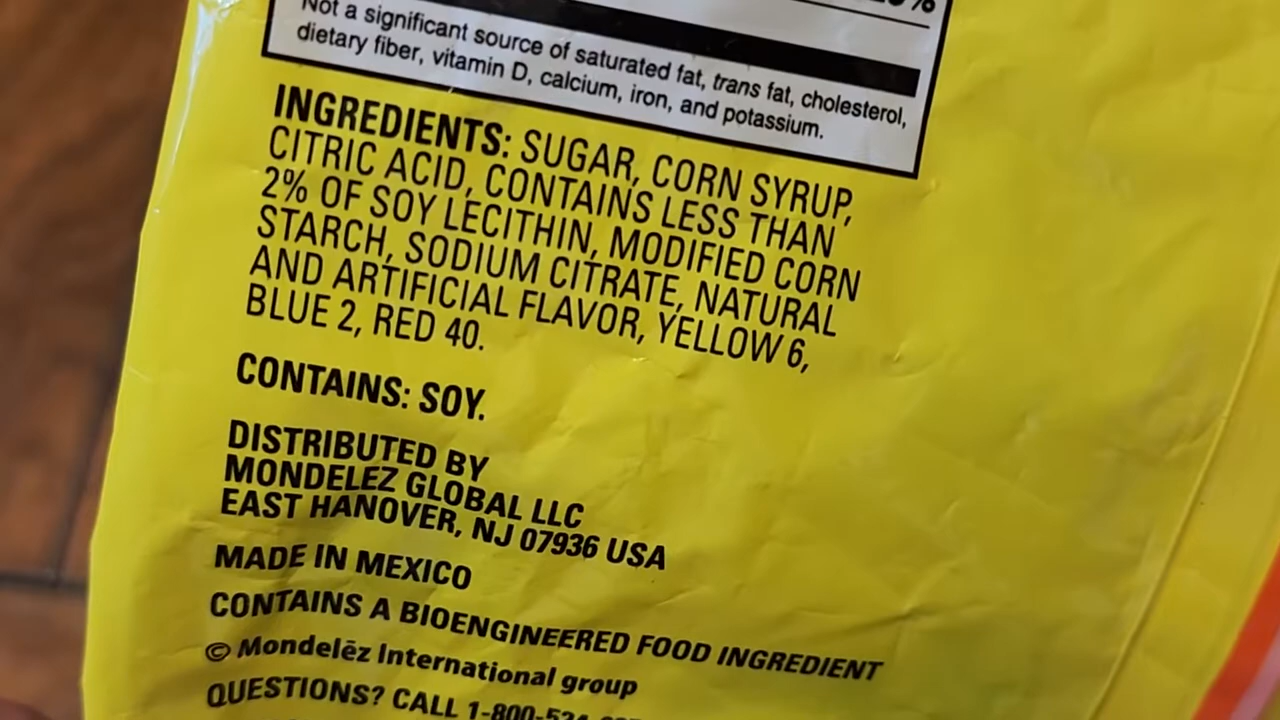 Not a significant source of saturated fat, trans fat, cholesterol,
dietary fiber, vitamin D, calcium, iron, and potassium.
INGREDIENTS: SUGAR, CORN SYRUP,
CITRIC ACID, CONTAINS LESS THAN
2% OF SOY LECITHIN, MODIFIED CORN
STARCH, SODIUM CITRATE, NATURAL
AND ARTIFICIAL FLAVOR, YELLOW 6,
BLUE 2, RED 40.
CONTAINS: SOY.
DISTRIBUTED BY
MONDELEZ GLOBAL LLC
EAST HANOVER, NJ 07936 USA
MADE IN MEXICO
CONTAINS A BIOENGINEERED FOOD INGREDIENT
© Mondelēz International group
QUESTIONS? CALL 1-800-